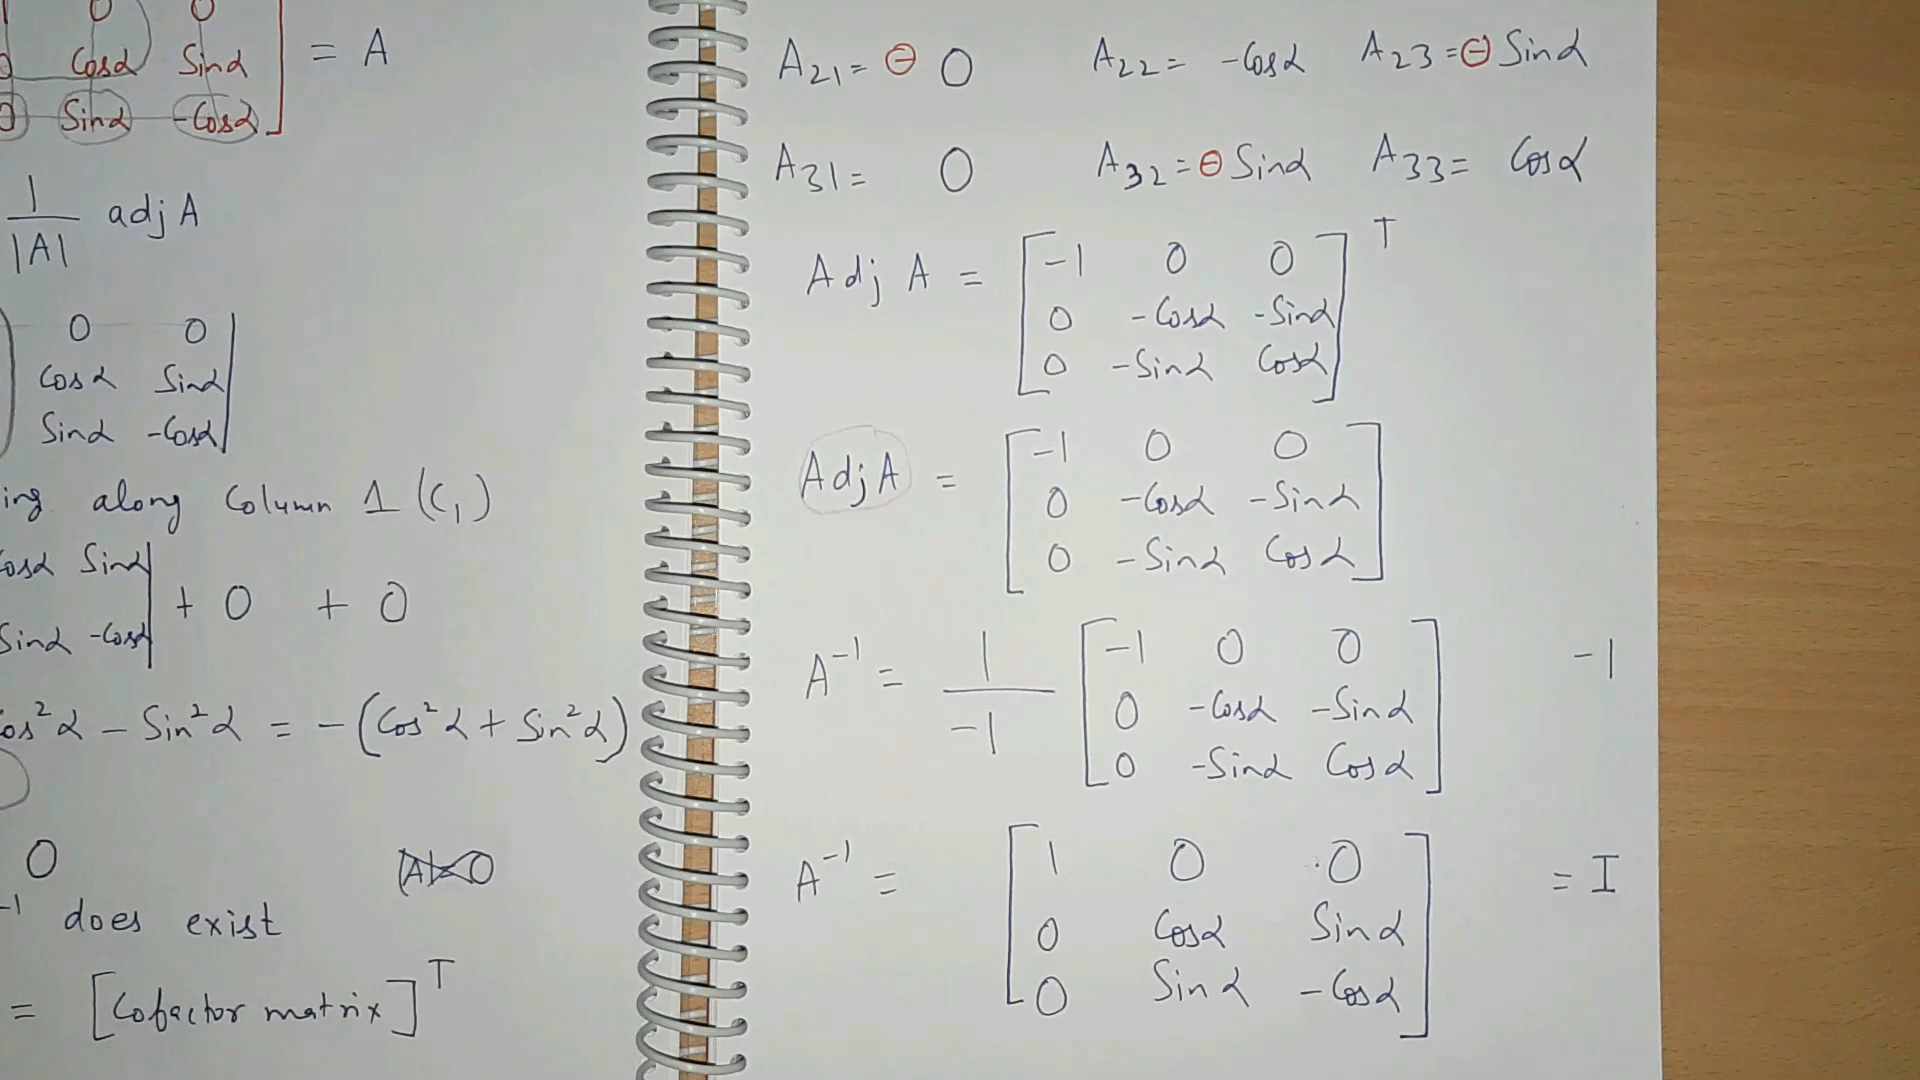 0 0
Cosα Sinα = A
Sinα -Cosα
1
|A| adj A
0 0
Cosα Sinα
Sinα -Cosα
ing along Column 1 (C₁)
Cosα Sinα
Sinα -Cosα + 0 + 0
Cos²α - Sin²α = - (Cos²α + Sin²α)
0
does exist
= [Cofactor matrix]ᵀ
A₂₁ = ⊖ 0 A₂₂ = -Cosα A₂₃ = ⊖ Sinα
A₃₁ = 0 A₃₂ = ⊖ Sinα A₃₃ = Cosα
Adj A = [ -1 0 0 ]ᵀ
0 -Cosα -Sinα
0 -Sinα Cosα
Adj A = [ -1 0 0 ]
0 -Cosα -Sinα
0 -Sinα Cosα
A⁻¹ = 1/-1 [ -1 0 0 ] -1
0 -Cosα -Sinα
0 -Sinα Cosα
A⁻¹ = [ 1 0 0 ] = I
0 Cosα Sinα
0 Sinα -Cosα